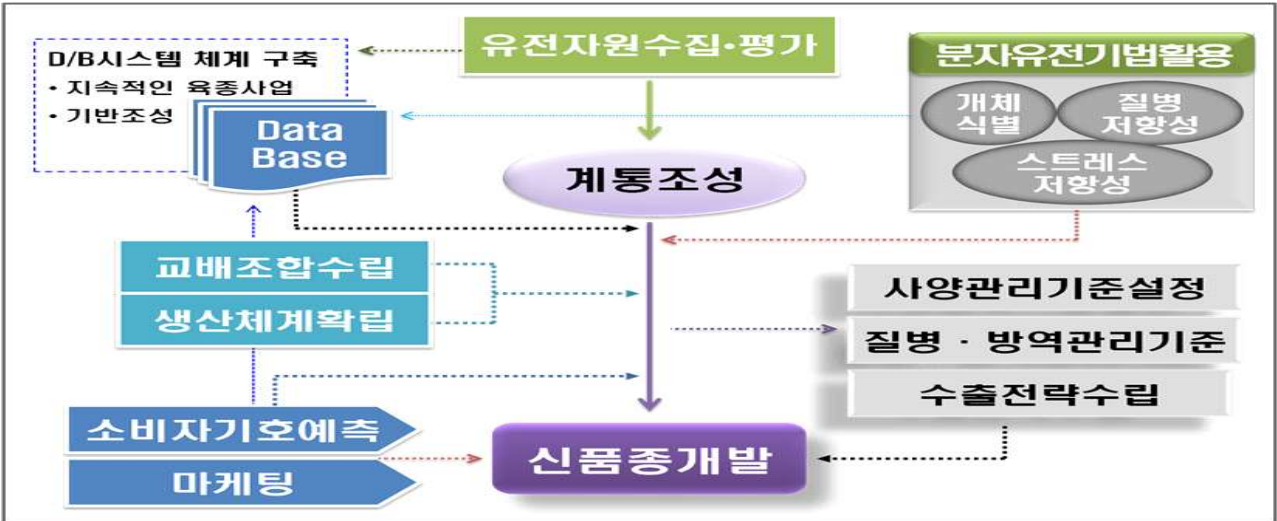 유전자원수집•평가
D/B시스템 체계 구축
• 지속적인 육종사업
• 기반조성
Data
Base
분자유전기법활용
개체
식별
질병
저항성
스트레스
저항성
계통조성
교배조합수립
생산체계확립
사양관리기준설정
질병 · 방역관리기준
수출전략수립
소비자기호예측
마케팅
신품종개발